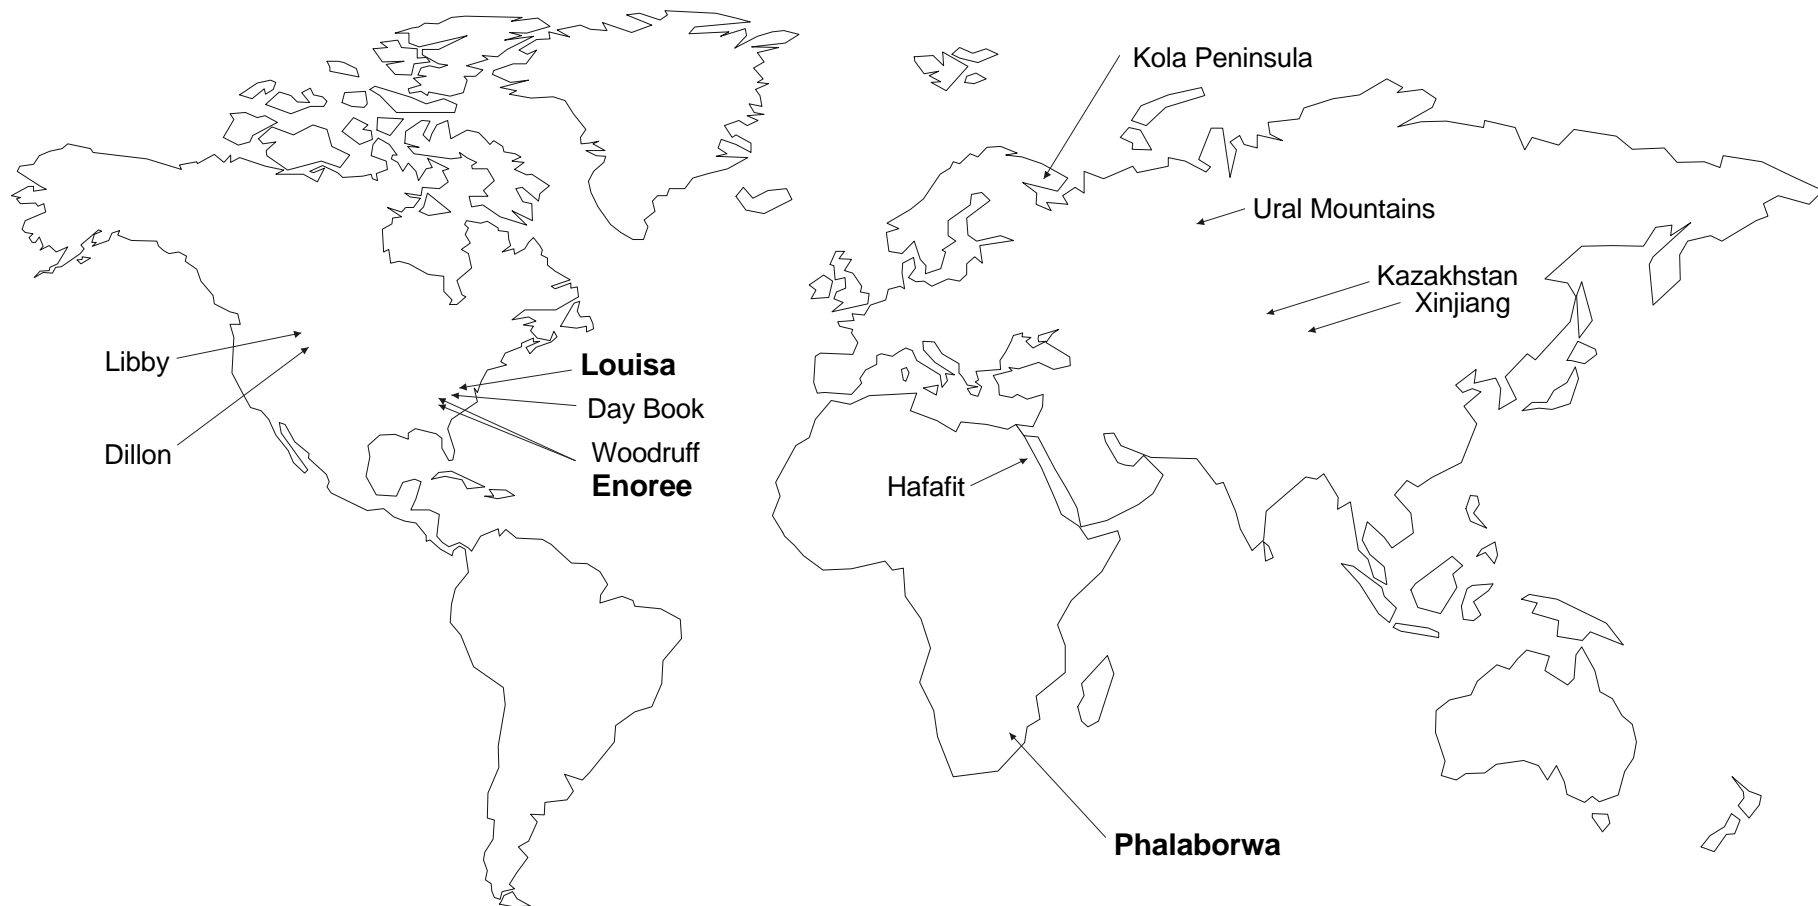 Kola Peninsula
Ural Mountains
Kazakhstan
Xinjiang
Libby
Louisa
Day Book
Dillon
Woodruff
Enoree
Hafafit
Phalaborwa